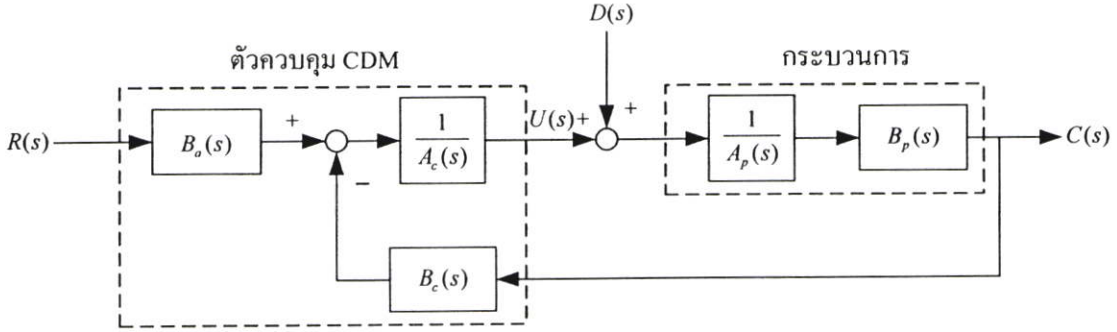 D(s)
ตัวควบคุม CDM
กระบวนการ
R(s)
B_a(s)
+
1
A_c(s)
U(s)+
+
1
A_p(s)
B_p(s)
C(s)
−
B_c(s)